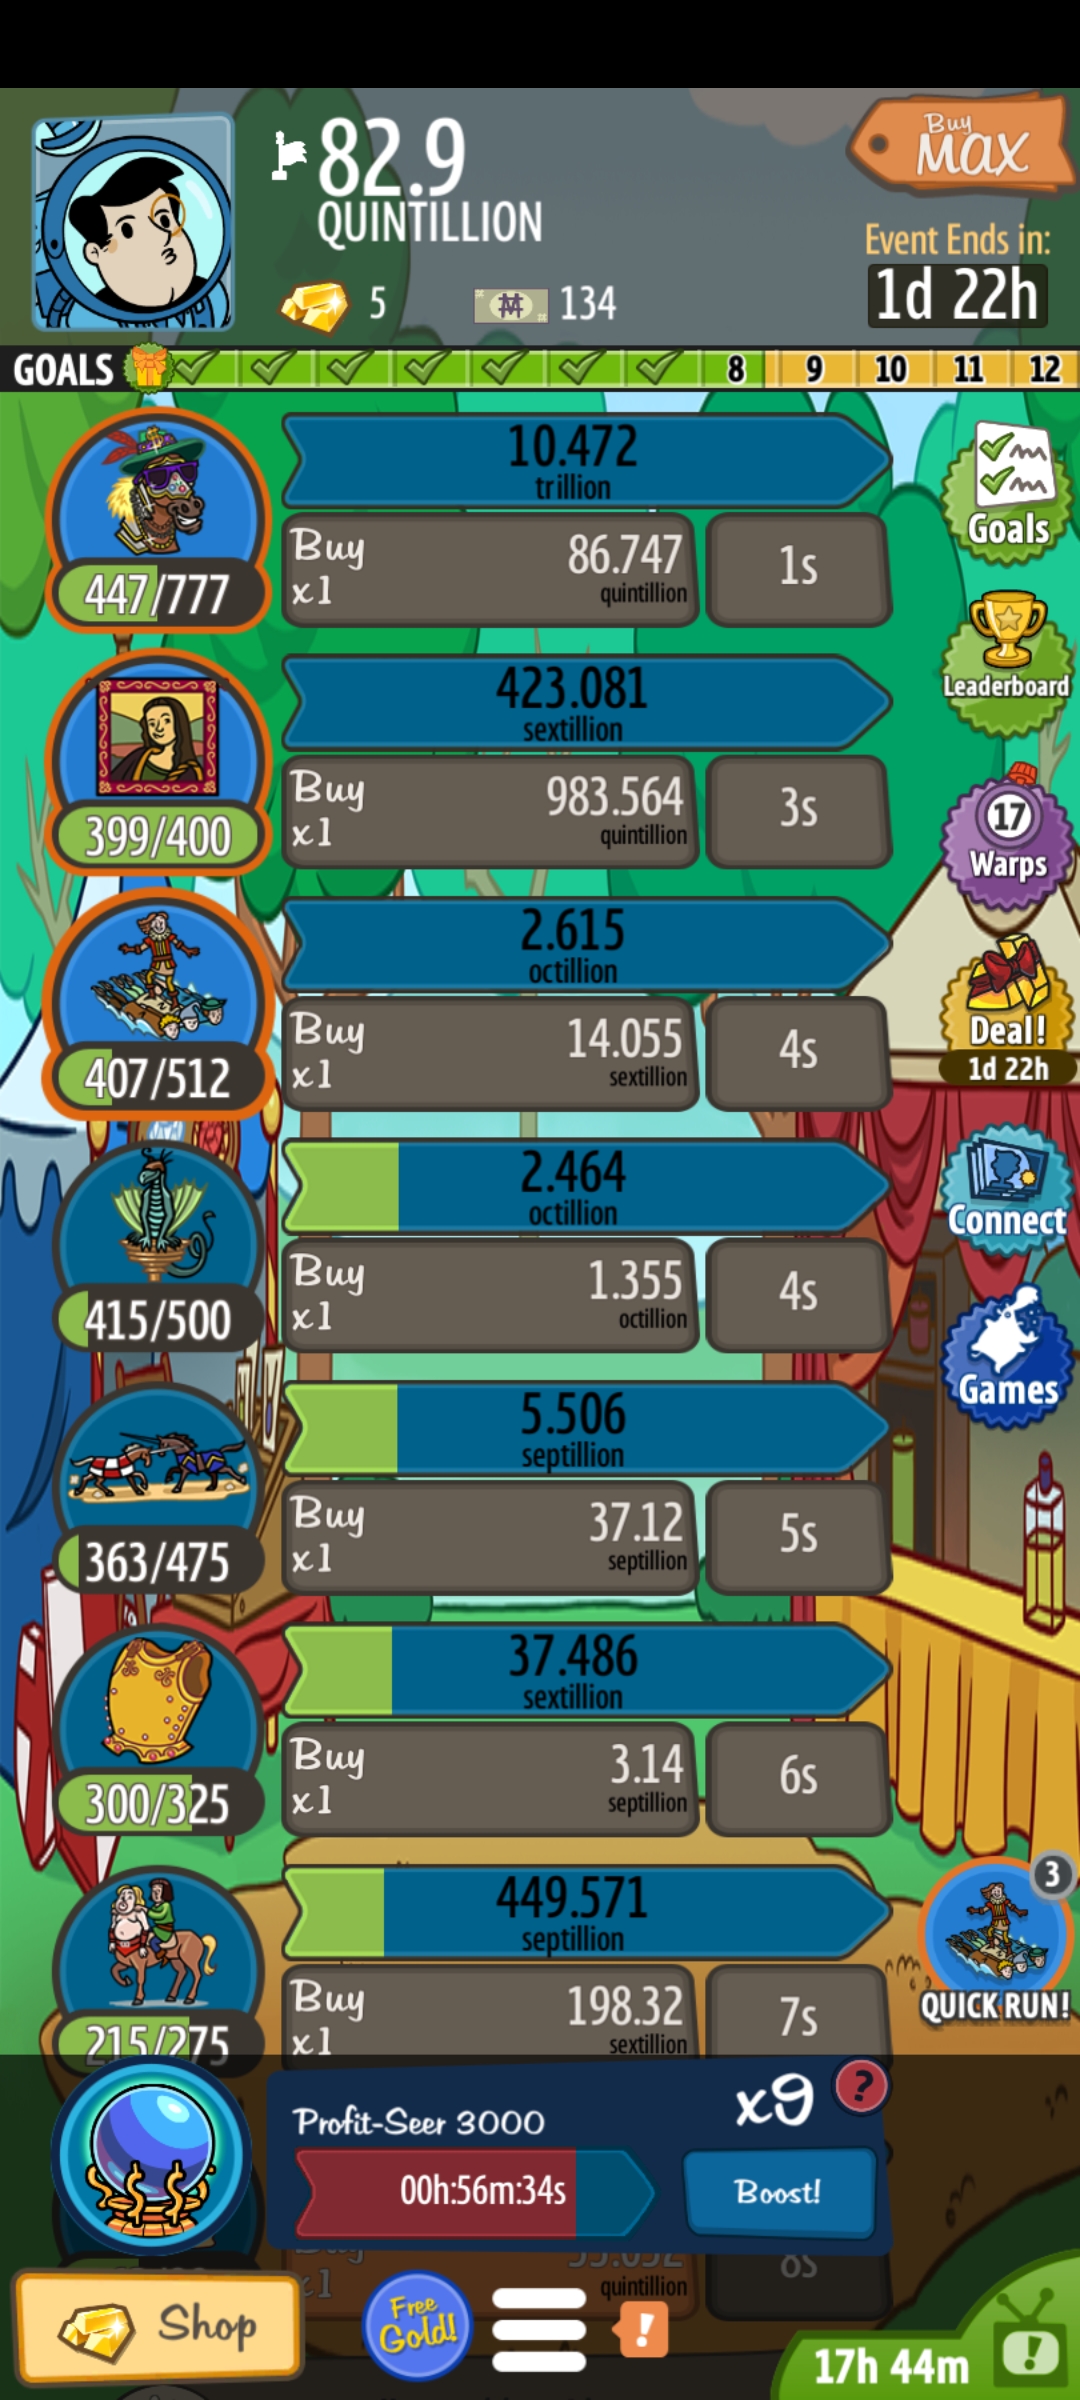 82.9
QUINTILLION
Buy
MAX
5
134
Event Ends in:
1d 22h
GOALS
8
9
10
11
12
10.472
trillion
Buy
x1
86.747
quintillion
1s
447/777
Goals
423.081
sextillion
Leaderboard
Buy
x1
983.564
quintillion
3s
399/400
17
Warps
2.615
octillion
Buy
x1
14.055
sextillion
4s
407/512
Deal!
1d 22h
2.464
octillion
Connect
Buy
x1
1.355
octillion
4s
415/500
Games
5.506
septillion
Buy
x1
37.12
septillion
5s
363/475
37.486
sextillion
Buy
x1
3.14
septillion
6s
300/325
449.571
septillion
3
QUICK RUN!
Buy
x1
198.32
sextillion
7s
215/275
Profit-Seer 3000
x9
?
00h:56m:34s
Boost!
Buy
x1
quintillion
8s
Shop
Free
Gold!
!
17h 44m
!